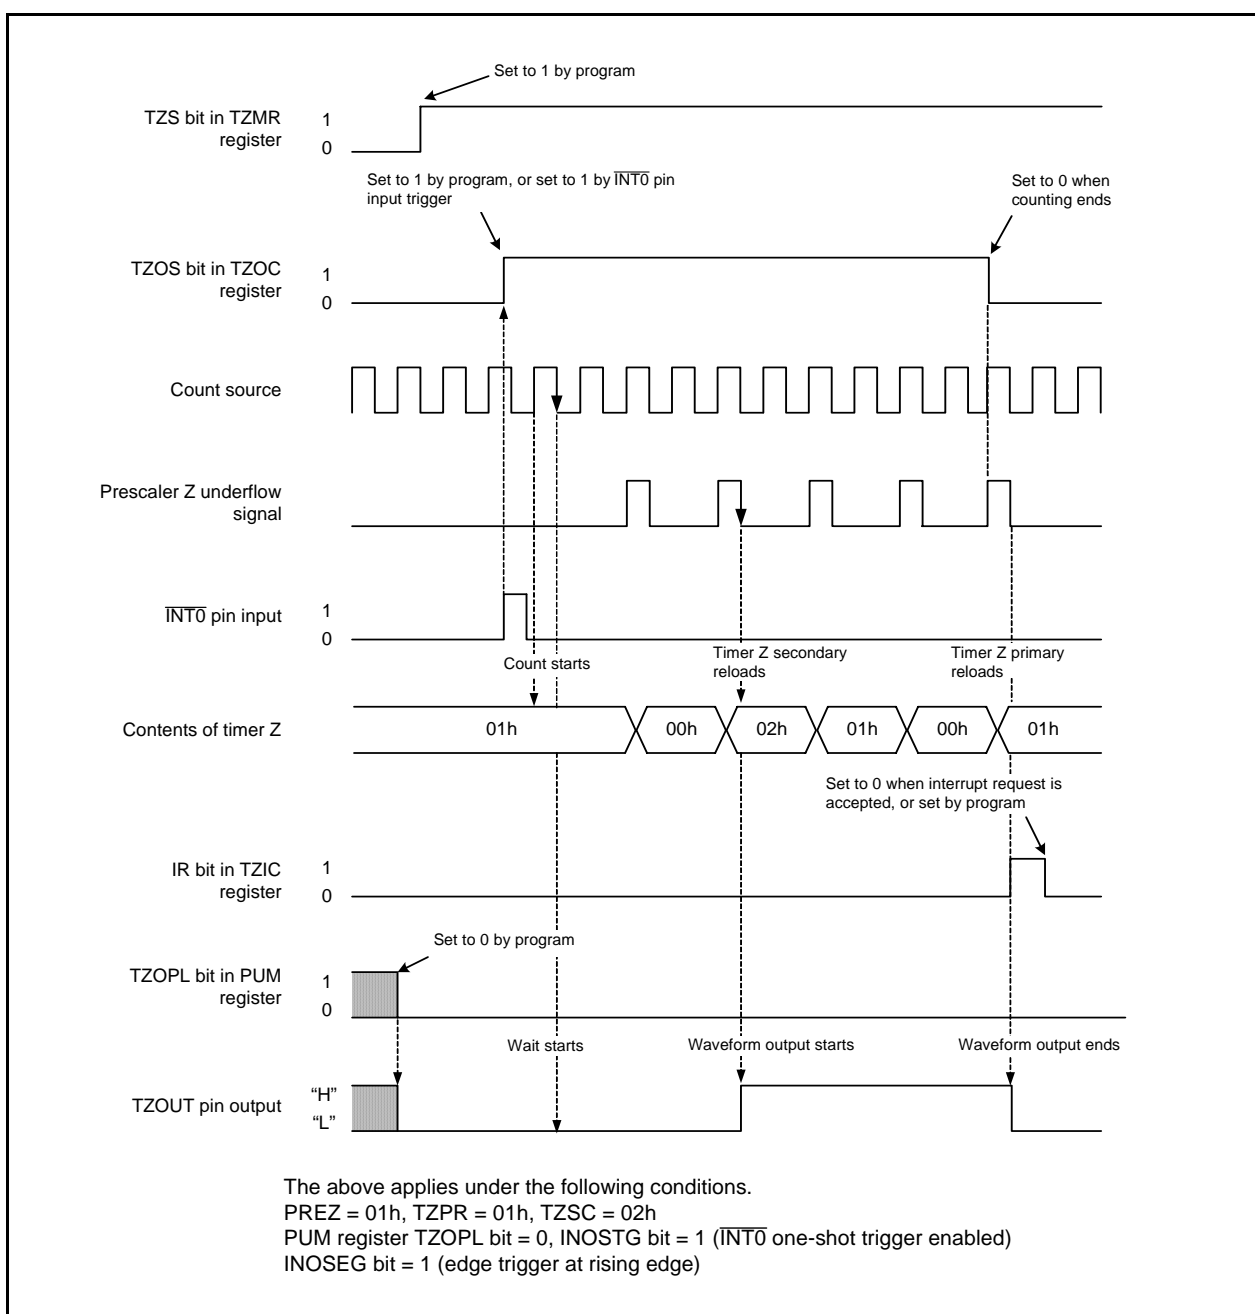 Set to 1 by program
TZS bit in TZMR
register
1
0
Set to 1 by program, or set to 1 by INT0 pin
input trigger
Set to 0 when
counting ends
TZOS bit in TZOC
register
1
0
Count source
Prescaler Z underflow
signal
INT0 pin input
1
0
Count starts
Timer Z secondary
reloads
Timer Z primary
reloads
Contents of timer Z
01h
00h
02h
01h
00h
01h
Set to 0 when interrupt request is
accepted, or set by program
IR bit in TZIC
register
1
0
Set to 0 by program
TZOPL bit in PUM
register
1
0
Wait starts
Waveform output starts
Waveform output ends
TZOUT pin output
“H”
“L”
The above applies under the following conditions.
PREZ = 01h, TZPR = 01h, TZSC = 02h
PUM register TZOPL bit = 0, INOSTG bit = 1 (INT0 one-shot trigger enabled)
INOSEG bit = 1 (edge trigger at rising edge)